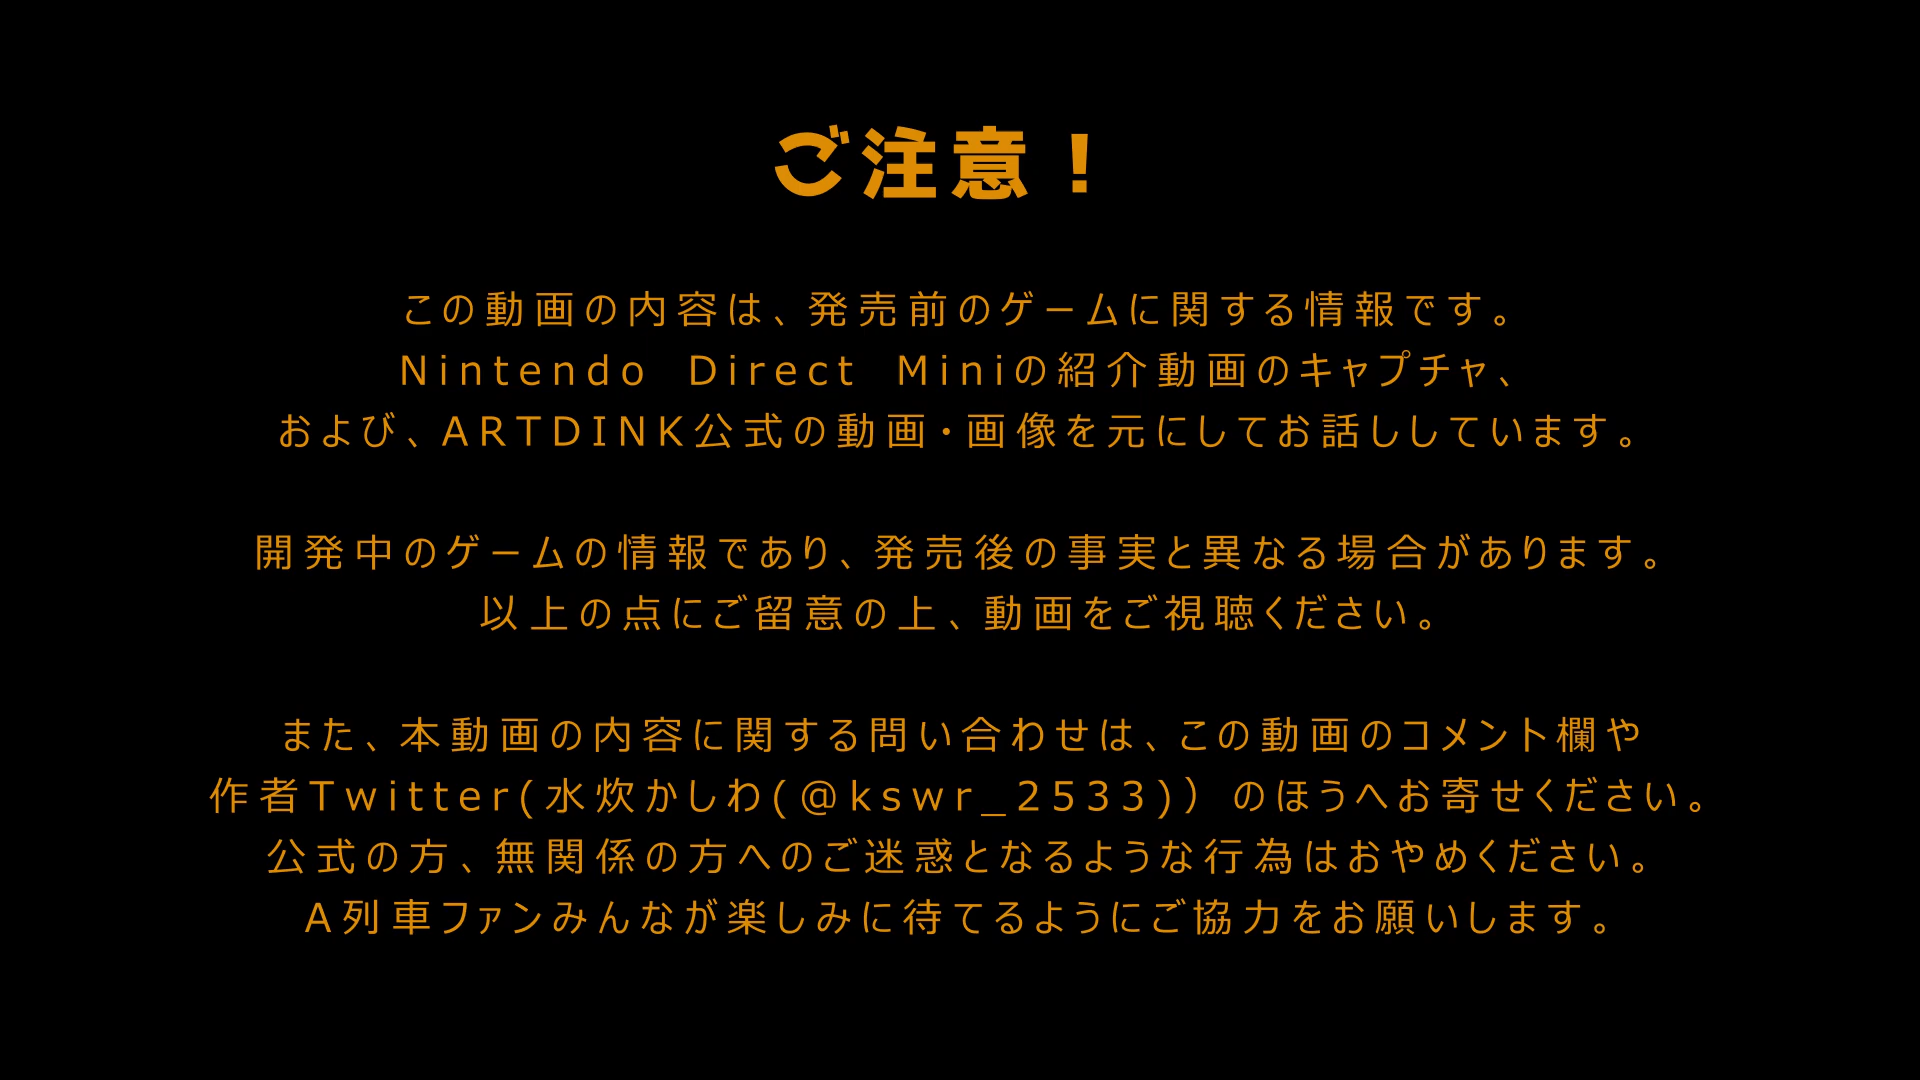 ご注意！
この動画の内容は、発売前のゲームに関する情報です。
Nintendo Direct Miniの紹介動画のキャプチャ、
および、ARTDINK公式の動画・画像を元にしてお話ししています。
開発中のゲームの情報であり、発売後の事実と異なる場合があります。
以上の点にご留意の上、動画をご視聴ください。
また、本動画の内容に関する問い合わせは、この動画のコメント欄や
作者Twitter(水炊かしわ(@kswr_2533)）のほうへお寄せください。
公式の方、無関係の方へのご迷惑となるような行為はおやめください。
A列車ファンみんなが楽しみに待てるようにご協力をお願いします。